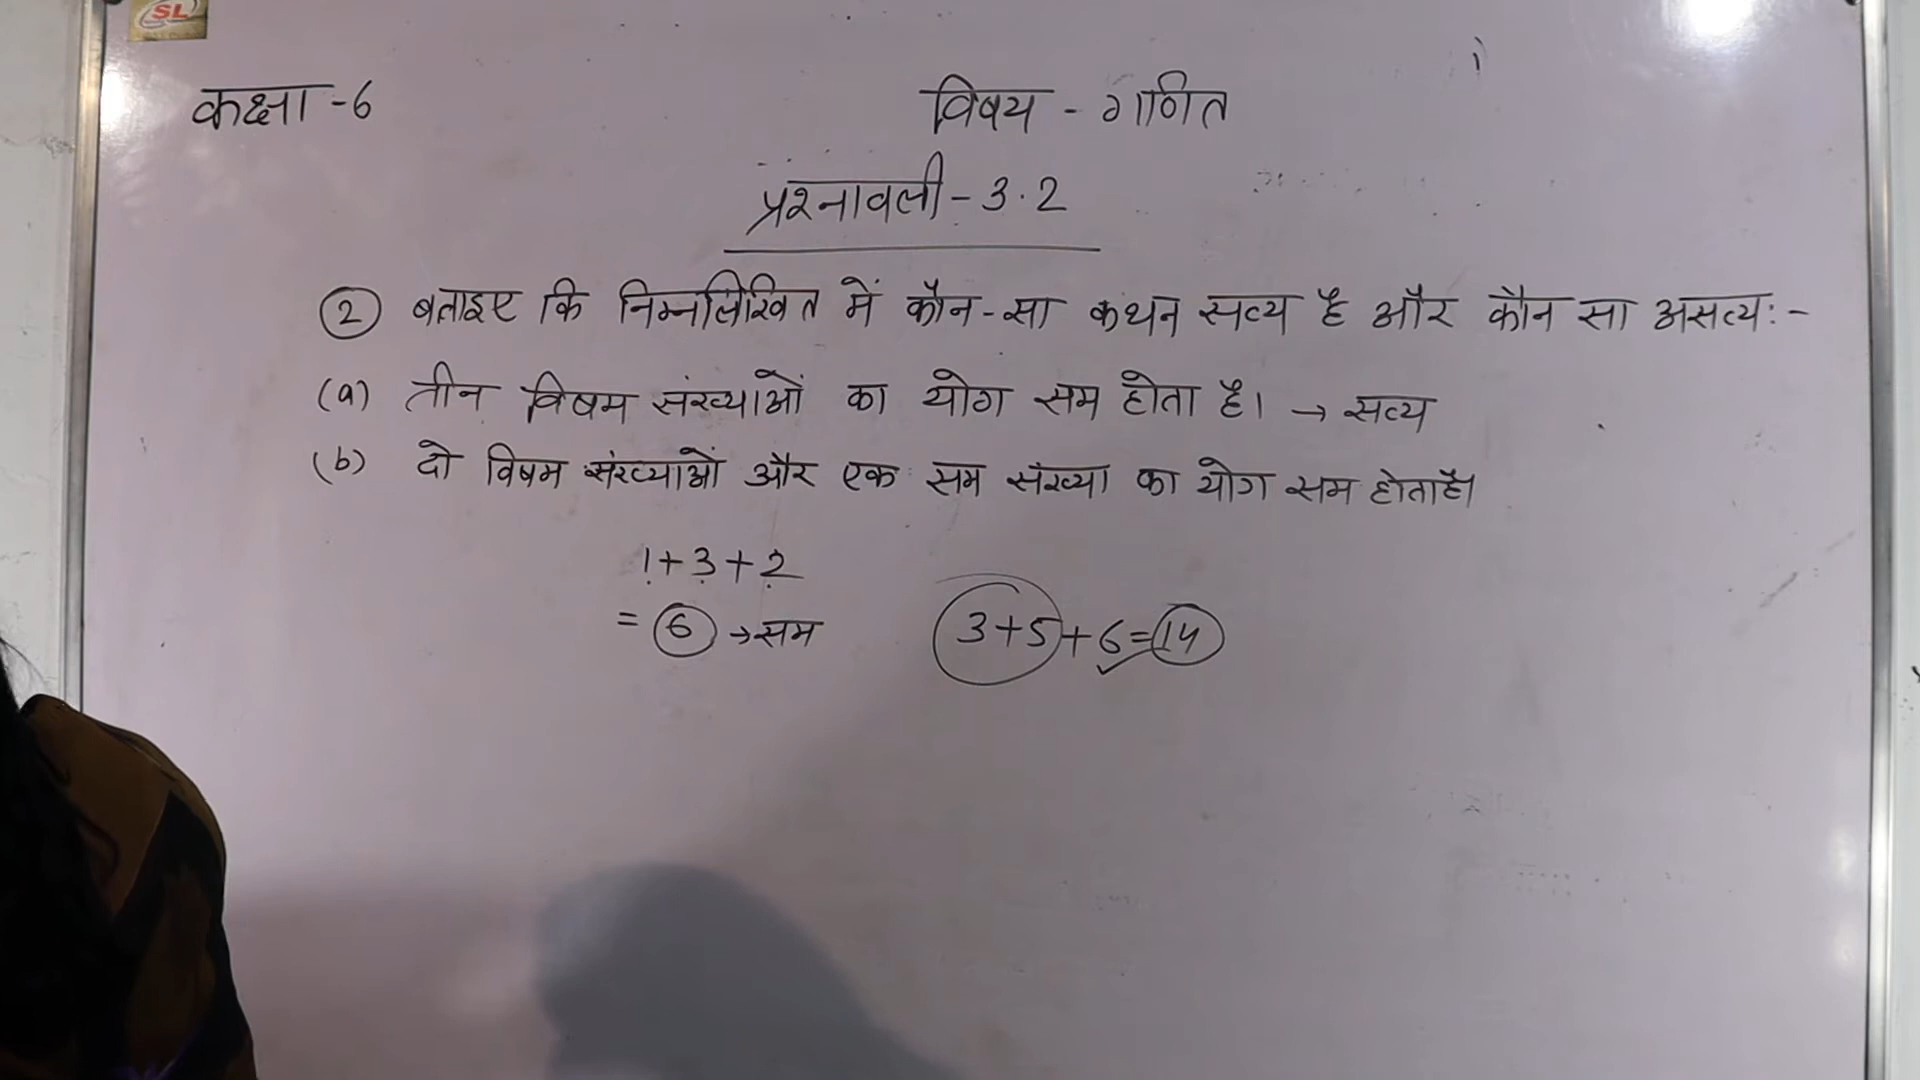 SL
कक्षा -6
विषय - गणित
प्रश्नावली - 3.2
② बताइए कि निम्नलिखित में कौन-सा कथन सत्य है और कौन सा असत्य:-
(a) तीन विषम संख्याओं का योग सम होता है। → सत्य
(b) दो विषम संख्याओं और एक सम संख्या का योग सम होता है।
1+3+2
= 6 → सम
3+5+6=14